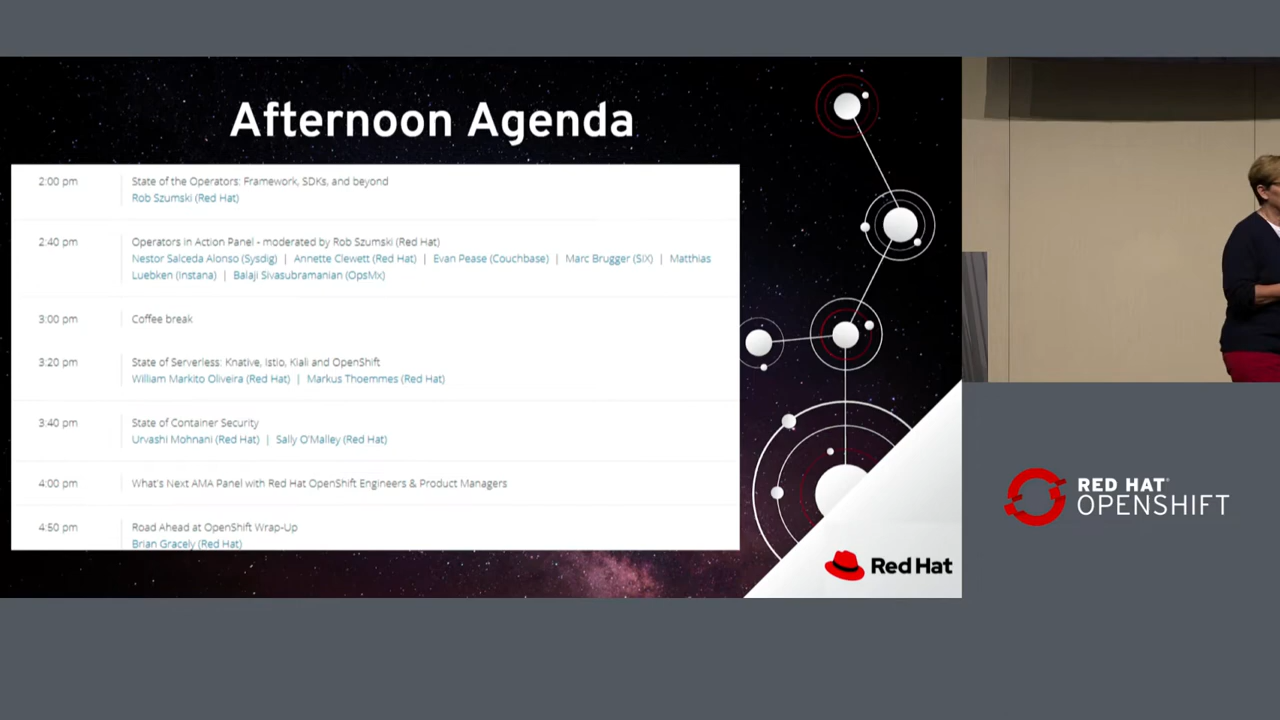 Afternoon Agenda
2:00 pm
State of the Operators: Framework, SDKs, and beyond
Rob Szumski (Red Hat)
2:40 pm
Operators in Action Panel - moderated by Rob Szumski (Red Hat)
Nestor Salceda Alonso (Sysdig) | Annette Clewett (Red Hat) | Evan Pease (Couchbase) | Marc Brugger (SIX) | Matthias
Luebken (Instana) | Balaji Sivasubramanian (OpsMx)
3:00 pm
Coffee break
3:20 pm
State of Serverless: Knative, Istio, Kiali and OpenShift
William Markito Oliveira (Red Hat) | Markus Thoemmes (Red Hat)
3:40 pm
State of Container Security
Urvashi Mohnani (Red Hat) | Sally O'Malley (Red Hat)
4:00 pm
What's Next AMA Panel with Red Hat OpenShift Engineers & Product Managers
4:50 pm
Road Ahead at OpenShift Wrap-Up
Brian Gracely (Red Hat)
Red Hat
RED HAT®
OPENSHIFT